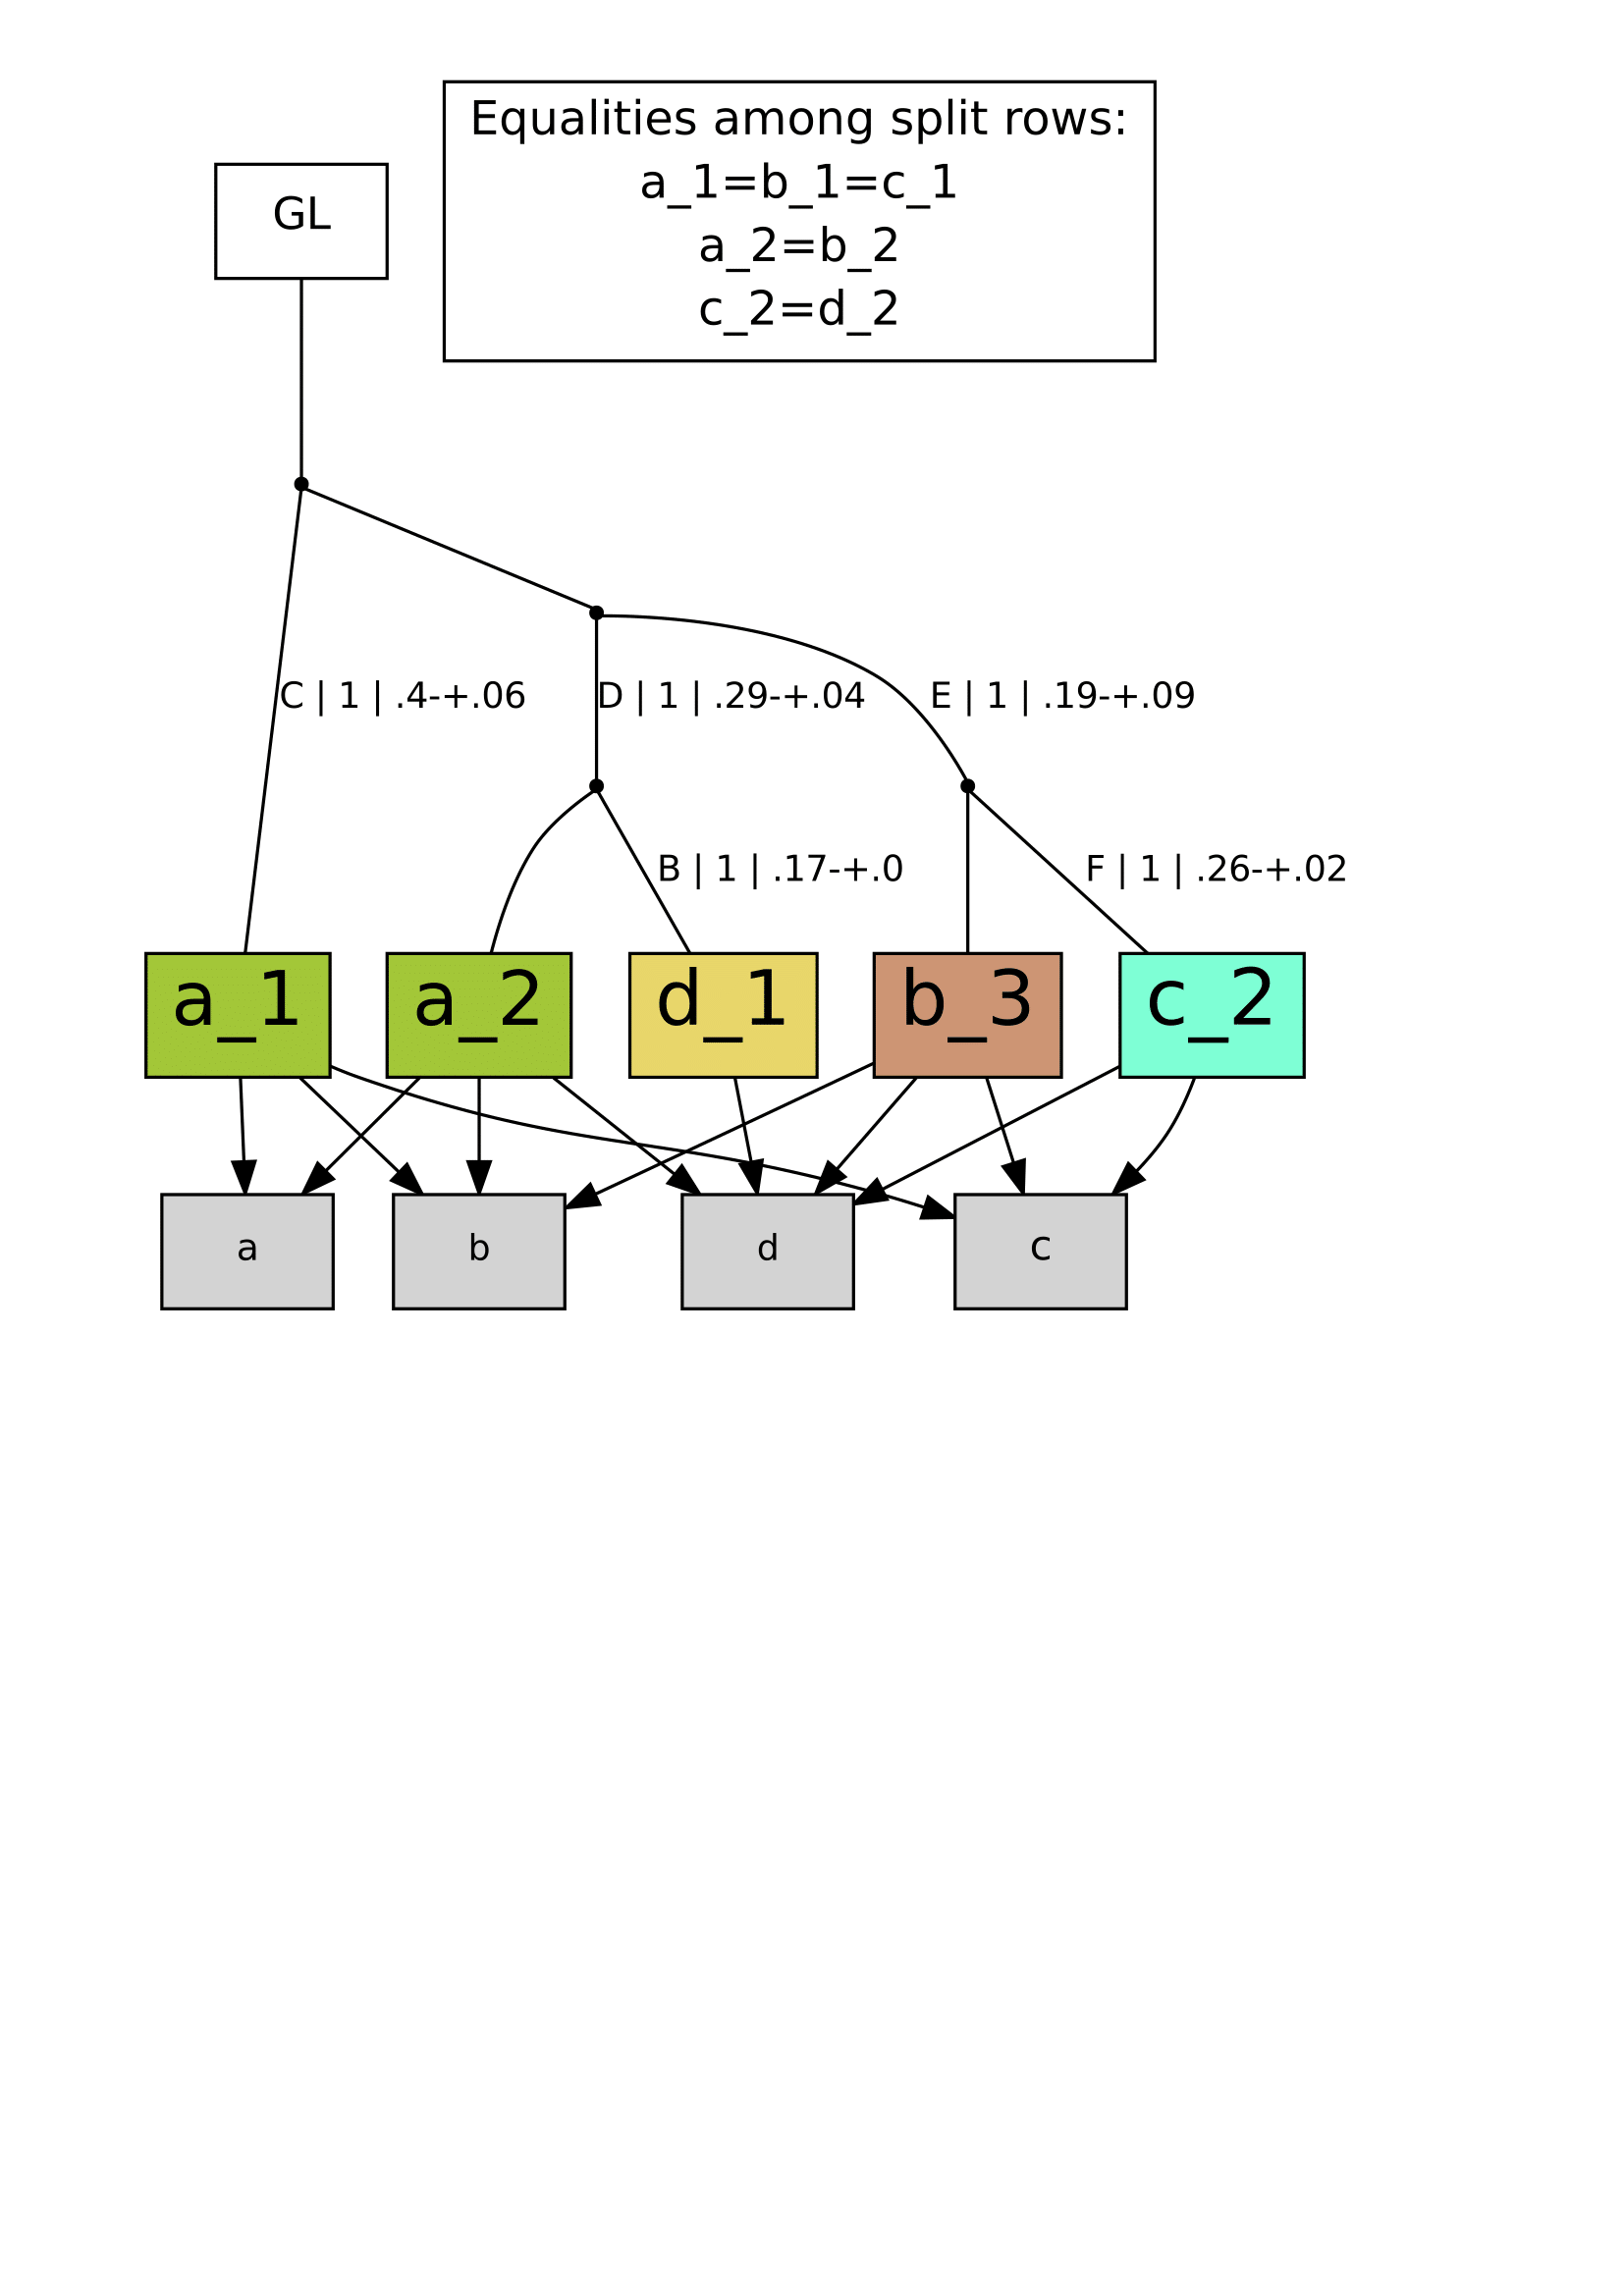 Equalities among split rows:
a_1=b_1=c_1
a_2=b_2
c_2=d_2
GL
C | 1 | .4-+.06
D | 1 | .29-+.04
E | 1 | .19-+.09
B | 1 | .17-+.0
F | 1 | .26-+.02
a_1
a_2
d_1
b_3
c_2
a
b
d
c